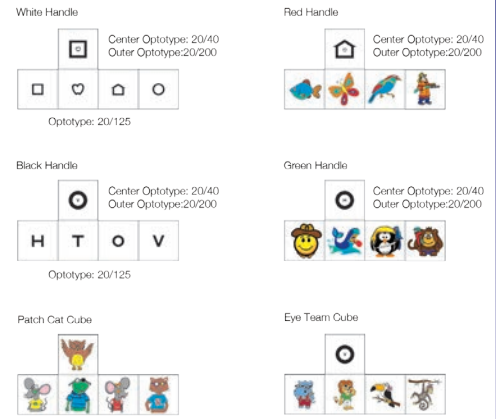 White Handle
Center Optotype: 20/40
Outer Optotype:20/200
Optotype: 20/125
Red Handle
Center Optotype: 20/40
Outer Optotype:20/200
Black Handle
Center Optotype: 20/40
Outer Optotype:20/200
H T O V
Optotype: 20/125
Green Handle
Center Optotype: 20/40
Outer Optotype:20/200
Patch Cat Cube
Eye Team Cube